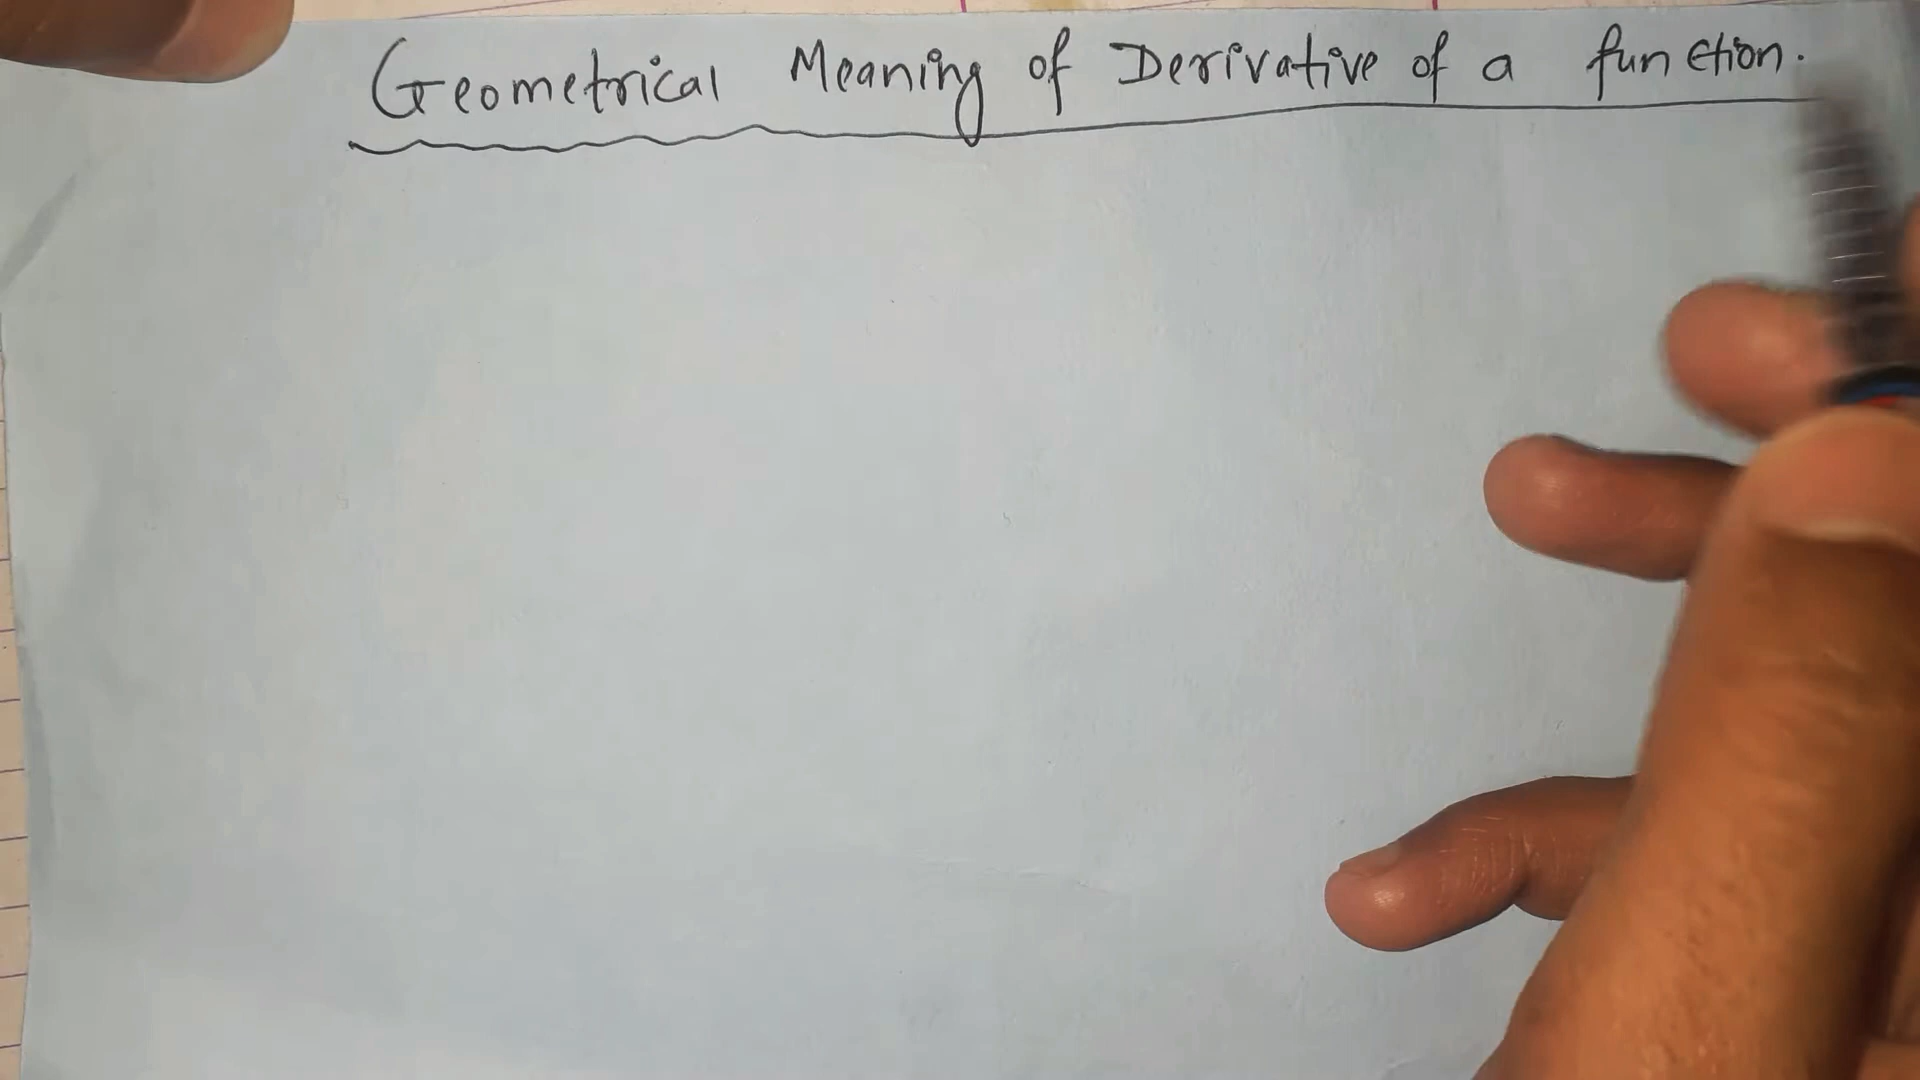 Geometrical Meaning of Derivative of a function.